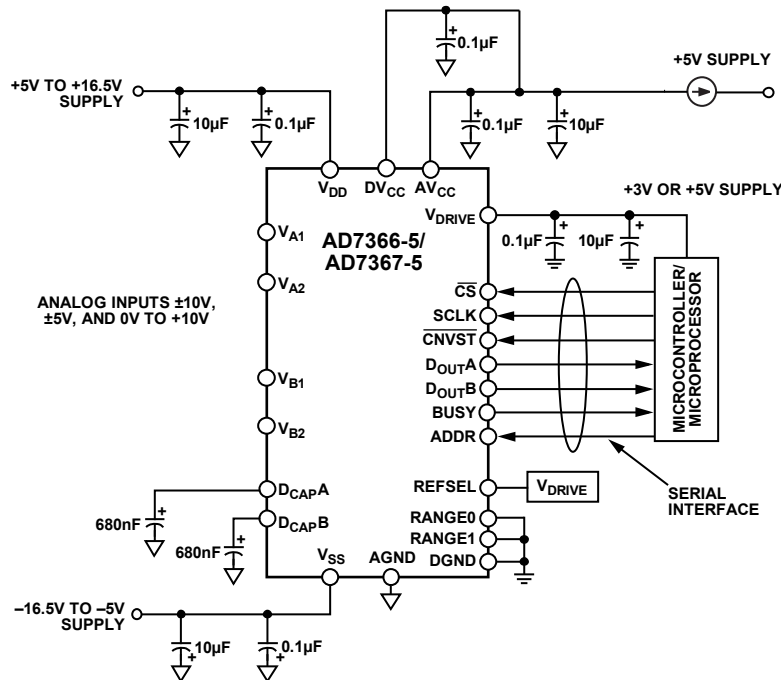 0.1µF
+5V SUPPLY
+5V TO +16.5V
SUPPLY
10µF
0.1µF
0.1µF
10µF
VDD
DVCC
AVCC
+3V OR +5V SUPPLY
VDRIVE
AD7366-5/
AD7367-5
0.1µF
10µF
VA1
VA2
ANALOG INPUTS ±10V,
±5V, AND 0V TO +10V
VB1
VB2
CS
SCLK
CNVST
DOUTA
DOUTB
BUSY
ADDR
MICROCONTROLLER/
MICROPROCESSOR
SERIAL
INTERFACE
DCAPA
DCAPB
680nF
680nF
REFSEL
VDRIVE
RANGE0
RANGE1
DGND
VSS
AGND
–16.5V TO –5V
SUPPLY
10µF
0.1µF